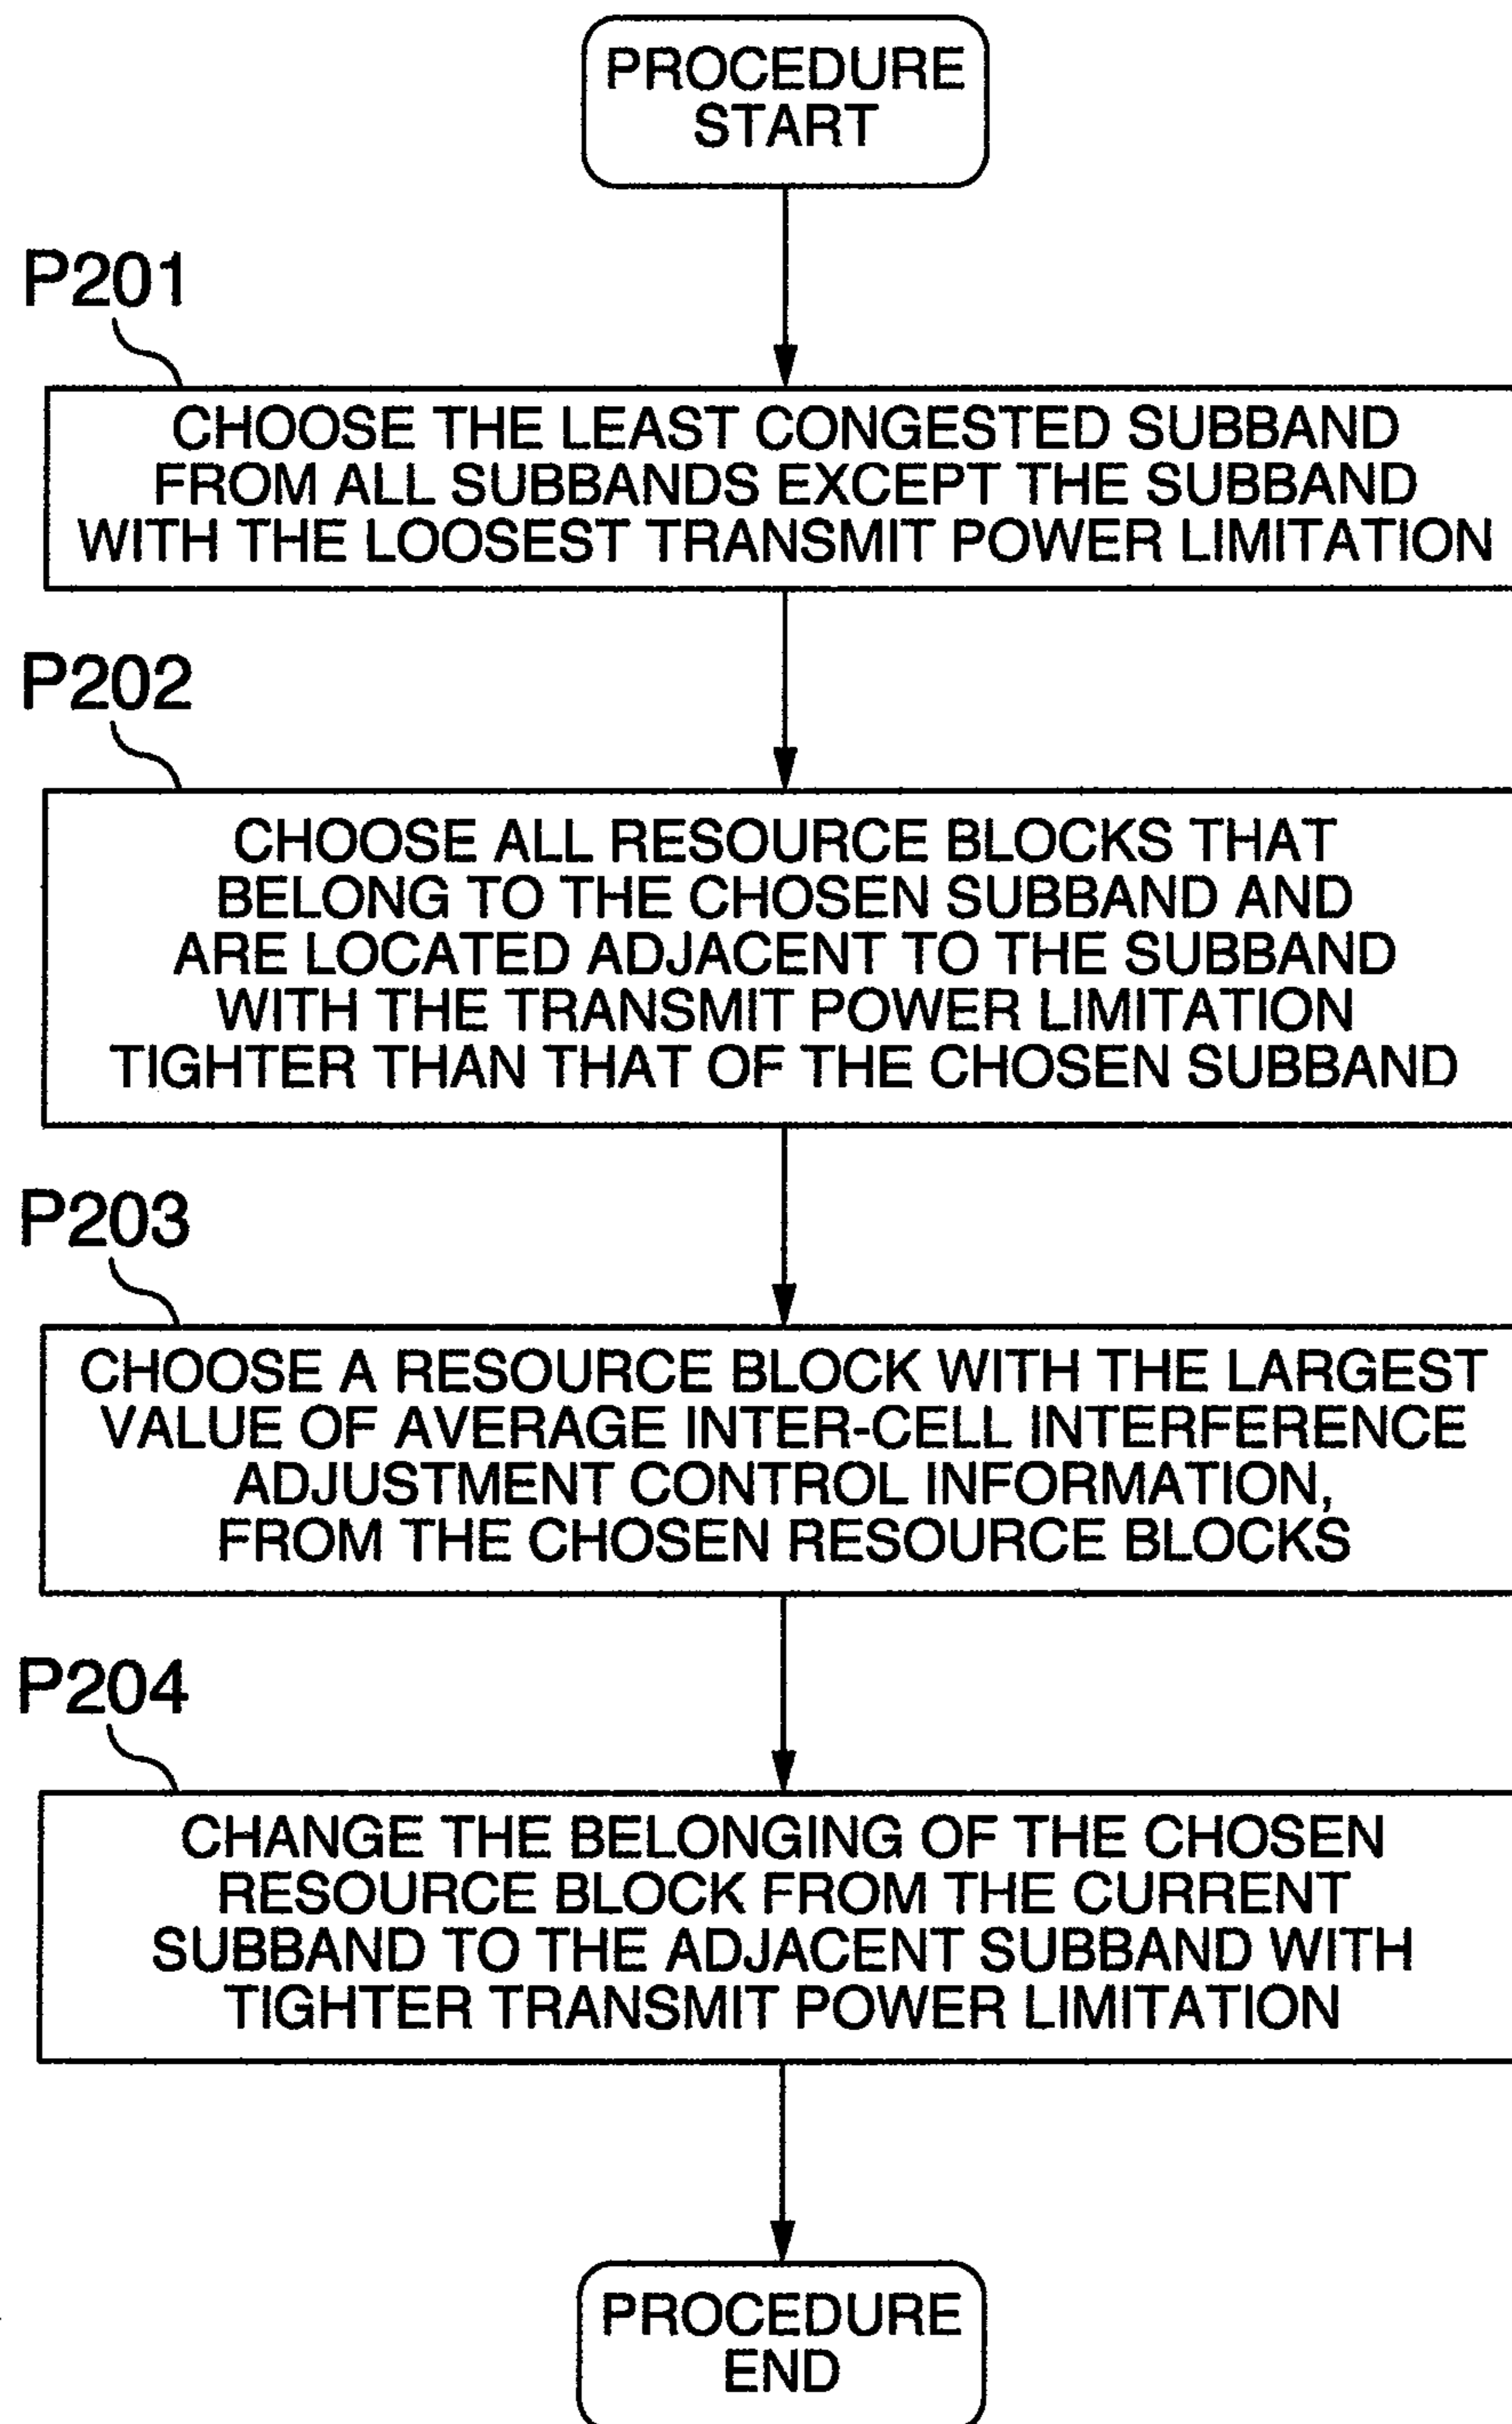 PROCEDURE
START
P201
CHOOSE THE LEAST CONGESTED SUBBAND
FROM ALL SUBBANDS EXCEPT THE SUBBAND
WITH THE LOOSEST TRANSMIT POWER LIMITATION
P202
CHOOSE ALL RESOURCE BLOCKS THAT
BELONG TO THE CHOSEN SUBBAND AND
ARE LOCATED ADJACENT TO THE SUBBAND
WITH THE TRANSMIT POWER LIMITATION
TIGHTER THAN THAT OF THE CHOSEN SUBBAND
P203
CHOOSE A RESOURCE BLOCK WITH THE LARGEST
VALUE OF AVERAGE INTER-CELL INTERFERENCE
ADJUSTMENT CONTROL INFORMATION,
FROM THE CHOSEN RESOURCE BLOCKS
P204
CHANGE THE BELONGING OF THE CHOSEN
RESOURCE BLOCK FROM THE CURRENT
SUBBAND TO THE ADJACENT SUBBAND WITH
TIGHTER TRANSMIT POWER LIMITATION
PROCEDURE
END